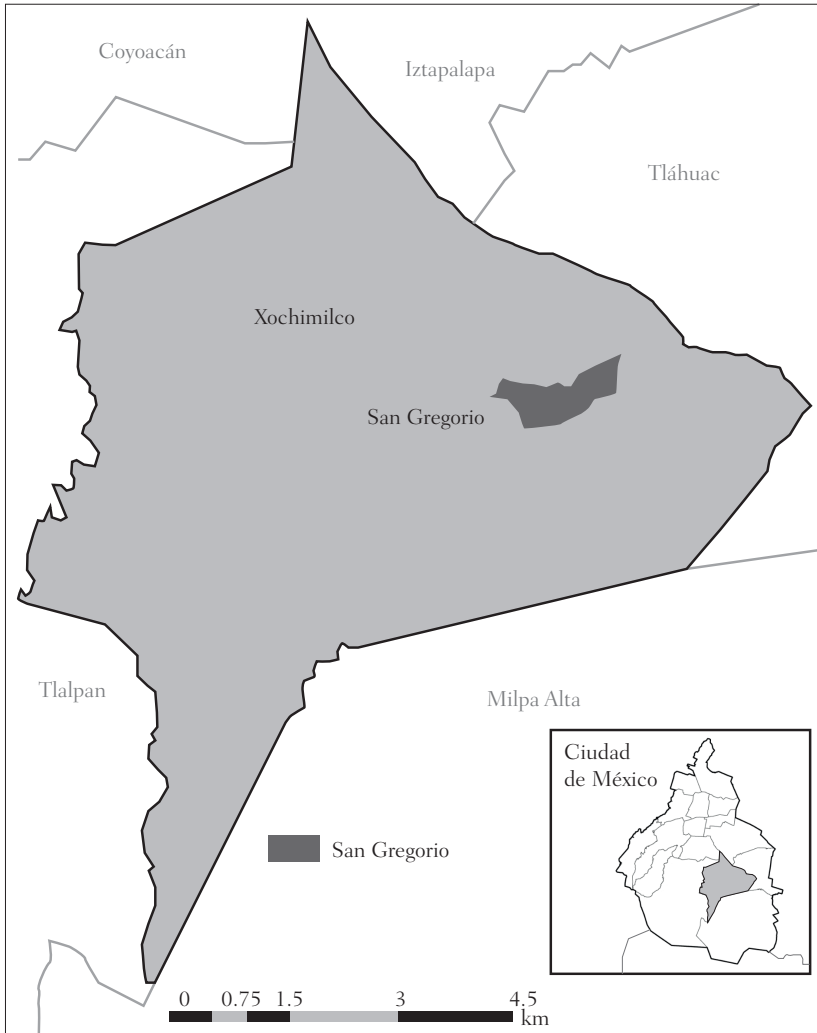 Coyoacán
Iztapalapa
Tláhuac
Xochimilco
San Gregorio
Tlalpan
Milpa Alta
Ciudad
de México
San Gregorio
0 0.75 1.5 3 4.5
km